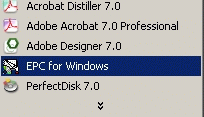 Acrobat Distiller 7.0
Adobe Acrobat 7.0 Professional
Adobe Designer 7.0
EPC for Windows
PerfectDisk 7.0